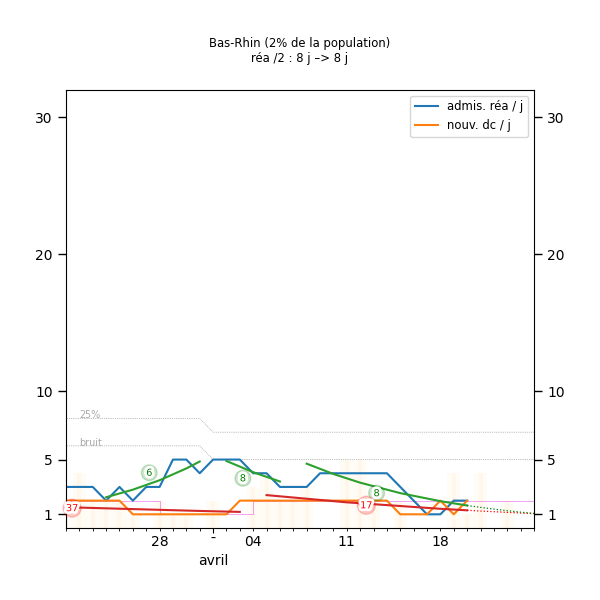 Bas-Rhin (2% de la population)
réa /2 : 8 j –> 8 j
admis. réa / j
nouv. dc / j
30 30
20 20
10 10
25%
bruit
5 5
6
8
8
37
17
1 1
28 - 04 11 18
avril